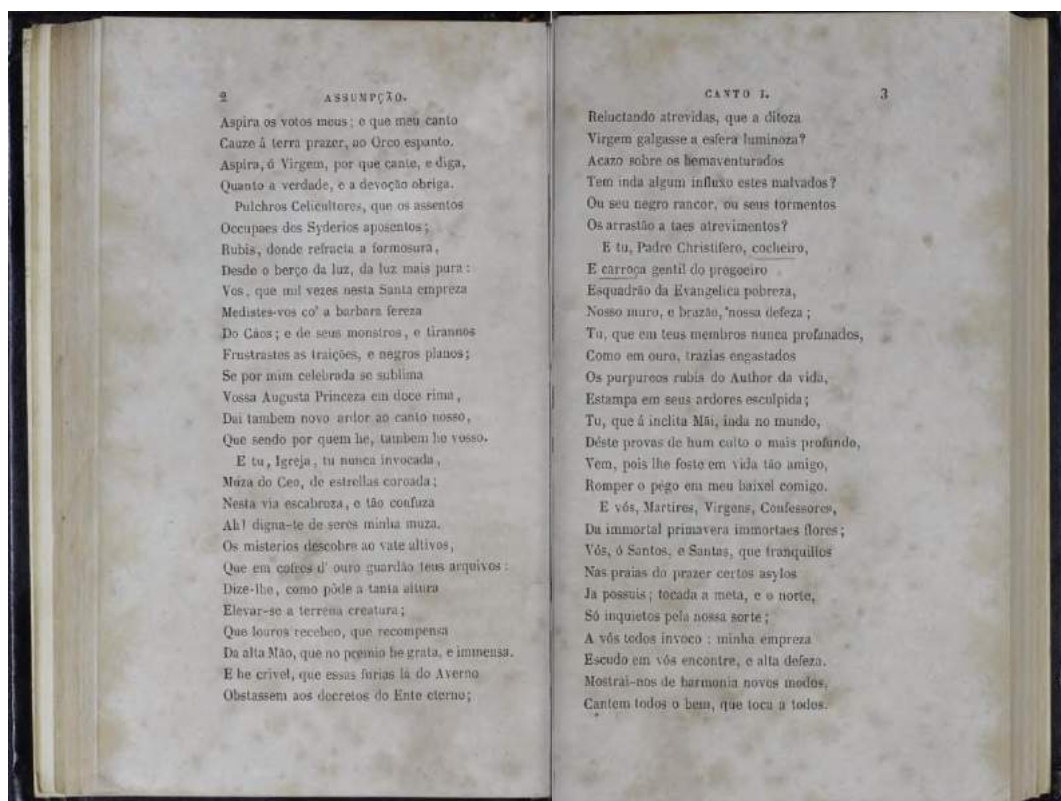 2 ASSUMPÇÃO.
Aspira os votos meus; e que meu canto
Cauze á terra prazer, ao Orco espanto.
Aspira, ó Virgem, por que cante, e diga,
Quanto a verdade, e a devoção obriga.
Pulchros Celicultores, que os assentos
Occupaes dos Syderios aposentos;
Rubis, donde refracta a formosura,
Desde o berço da luz, da luz mais pura:
Vos, que mil vezes nesta Santa empreza
Medistes-vos co' a barbara fereza
Do Cáos; e de seus monstros, e tirannos
Frustrastes as traições, e negros planos;
Se por mim celebrada se sublima
Vossa Augusta Princeza em doce rima,
Dai tambem novo ardor ao canto nosso,
Que sendo por quem he, tambem he vosso.
E tu, Igreja, tu nunca invocada,
Muza do Ceo, de estrellas coroada;
Nesta via escabroza, e tão confuza
Ah! digna-te de seres minha muza.
Os misterios descobre ao vate altivos,
Que em cofres d' ouro guardão teus arquivos:
Dize-lhe, como pôde a tanta altura
Elevar-se a terrena creatura;
Que louros recebeo, que recompensa
Da alta Mão, que no premio he grata, e immensa.
E he crivel, que essas furias lá do Averno
Obstassem aos decretos do Ente eterno;
CANTO I. 3
Reluctando atrevidas, que a ditoza
Virgem galgasse a esfera luminoza?
Acazo sobre os bemaventurados
Tem inda algum influxo estes malvados?
Ou seu negro rancor, ou seus tormentos
Os arrastão a taes atrevimentos?
E tu, Padre Christifero, cocheiro,
E carroça gentil do pregoeiro
Esquadrão da Evangelica pobreza,
Nosso muro, e brazão, nossa defeza;
Tu, que em teus membros nunca profanados,
Como em ouro, trazias engastados
Os purpureos rubis do Author da vida,
Estampa em seus ardores esculpida;
Tu, que á inclita Mãi, inda no mundo,
Déste provas de hum culto o mais profundo,
Vem, pois lhe foste em vida tão amigo,
Romper o pégo em meu baixel comigo.
E vós, Martires, Virgens, Confessores,
Da immortal primavera immortaes flores;
Vós, ó Santos, e Santas, que tranquillos
Nas praias do prazer certos asylos
Ja possuis; tocada a meta, e o norte,
Só inquietos pela nossa sorte;
A vós todos invoco: minha empreza
Escudo em vós encontre, e alta defeza.
Mostrai-nos de harmonia novos modos,
Cantem todos o bem, que toca a todos.